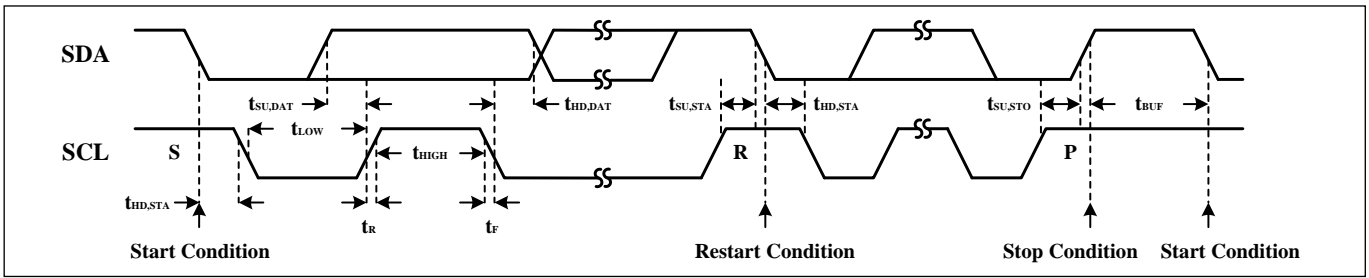 SDA
tSU,DAT tHD,DAT tSU,STA tHD,STA tSU,STO tBUF
tLOW
SCL S tHIGH R P
tHD,STA
tR tF
Start Condition Restart Condition Stop Condition Start Condition